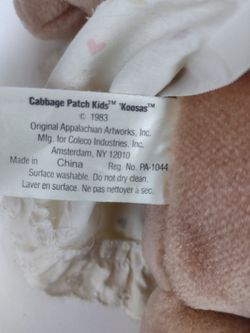 Cabbage Patch Kids™ 'Koosas™
© 1983
Original Appalachian Artworks, Inc.
Mfg. for Coleco Industries, Inc.
Amsterdam, NY 12010
Made in China Reg. No. PA-1044
Surface washable. Do not dry clean.
Laver en surface. Ne pas nettoyer à sec.